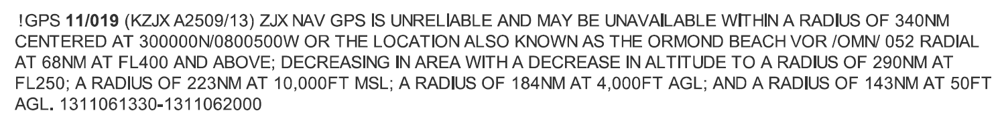 !GPS 11/019 (KZJX A2509/13) ZJX NAV GPS IS UNRELIABLE AND MAY BE UNAVAILABLE WITHIN A RADIUS OF 340NM
CENTERED AT 300000N/0800500W OR THE LOCATION ALSO KNOWN AS THE ORMOND BEACH VOR /OMN/ 052 RADIAL
AT 68NM AT FL400 AND ABOVE; DECREASING IN AREA WITH A DECREASE IN ALTITUDE TO A RADIUS OF 290NM AT
FL250; A RADIUS OF 223NM AT 10,000FT MSL; A RADIUS OF 184NM AT 4,000FT AGL; AND A RADIUS OF 143NM AT 50FT
AGL. 1311061330-1311062000